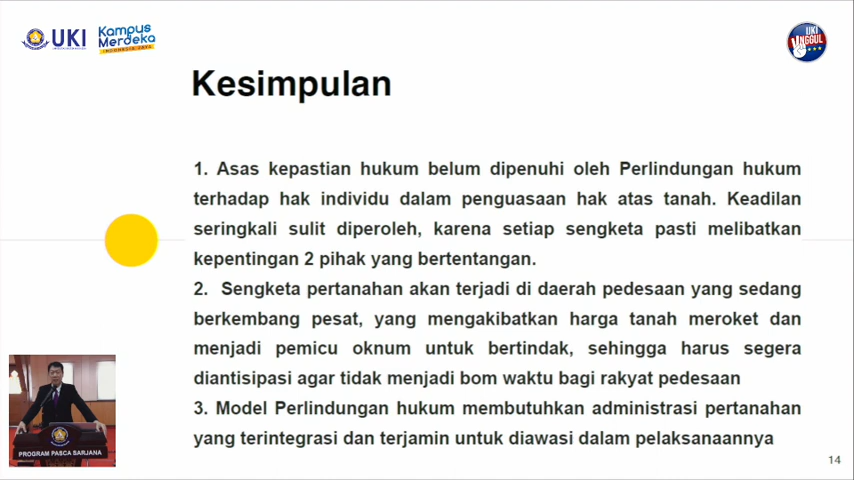 UKI
Kampus
Merdeka
INDONESIA JAYA
UKI
UNGGUL
Kesimpulan
1. Asas kepastian hukum belum dipenuhi oleh Perlindungan hukum
terhadap hak individu dalam penguasaan hak atas tanah. Keadilan
seringkali sulit diperoleh, karena setiap sengketa pasti melibatkan
kepentingan 2 pihak yang bertentangan.
2. Sengketa pertanahan akan terjadi di daerah pedesaan yang sedang
berkembang pesat, yang mengakibatkan harga tanah meroket dan
menjadi pemicu oknum untuk bertindak, sehingga harus segera
diantisipasi agar tidak menjadi bom waktu bagi rakyat pedesaan
3. Model Perlindungan hukum membutuhkan administrasi pertanahan
yang terintegrasi dan terjamin untuk diawasi dalam pelaksanaannya
PROGRAM PASCA SARJANA
14